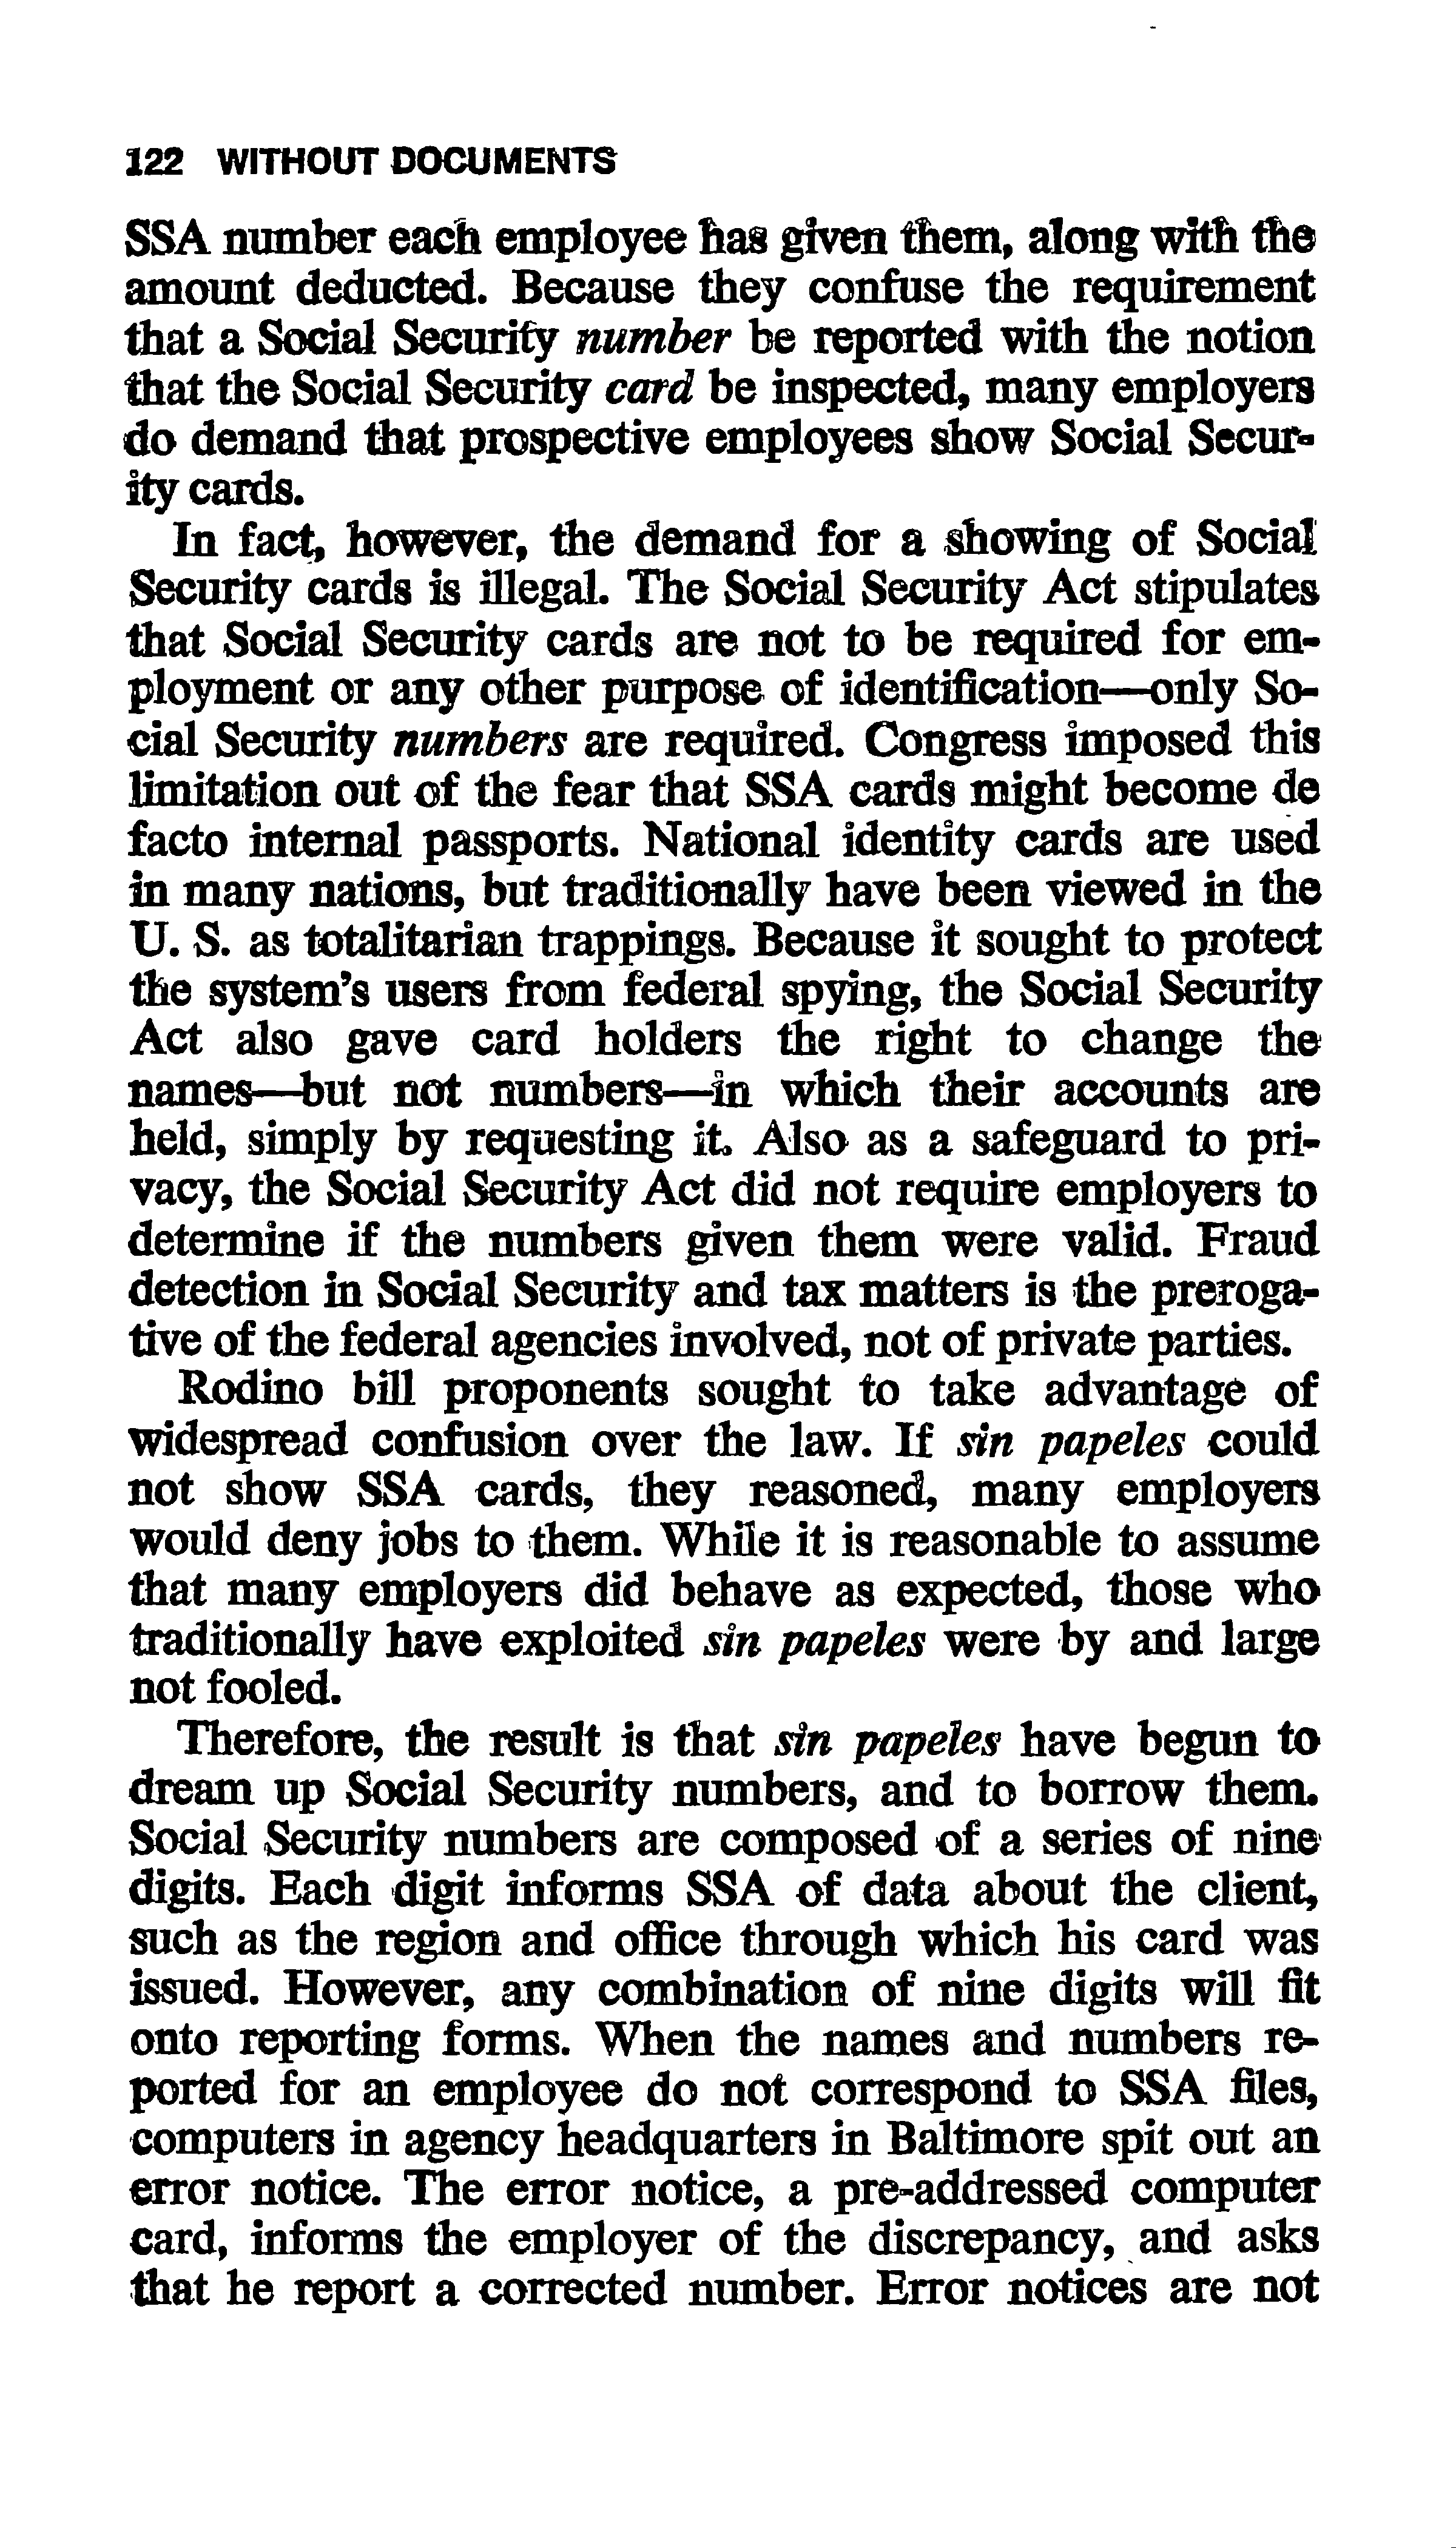 122 WITHOUT DOCUMENTS
SSA number each employee has given them, along with the
amount deducted. Because they confuse the requirement
that a Social Security number be reported with the notion
that the Social Security card be inspected, many employers
do demand that prospective employees show Social Secur-
ity cards.
In fact, however, the demand for a showing of Social
Security cards is illegal. The Social Security Act stipulates
that Social Security cards are not to be required for em-
ployment or any other purpose of identification—only So-
cial Security numbers are required. Congress imposed this
limitation out of the fear that SSA cards might become de
facto internal passports. National identity cards are used
in many nations, but traditionally have been viewed in the
U. S. as totalitarian trappings. Because it sought to protect
the system's users from federal spying, the Social Security
Act also gave card holders the right to change the
names—but not numbers—in which their accounts are
held, simply by requesting it. Also as a safeguard to pri-
vacy, the Social Security Act did not require employers to
determine if the numbers given them were valid. Fraud
detection in Social Security and tax matters is the preroga-
tive of the federal agencies involved, not of private parties.
Rodino bill proponents sought to take advantage of
widespread confusion over the law. If sin papeles could
not show SSA cards, they reasoned, many employers
would deny jobs to them. While it is reasonable to assume
that many employers did behave as expected, those who
traditionally have exploited sin papeles were by and large
not fooled.
Therefore, the result is that sin papeles have begun to
dream up Social Security numbers, and to borrow them.
Social Security numbers are composed of a series of nine
digits. Each digit informs SSA of data about the client,
such as the region and office through which his card was
issued. However, any combination of nine digits will fit
onto reporting forms. When the names and numbers re-
ported for an employee do not correspond to SSA files,
computers in agency headquarters in Baltimore spit out an
error notice. The error notice, a pre-addressed computer
card, informs the employer of the discrepancy, and asks
that he report a corrected number. Error notices are not